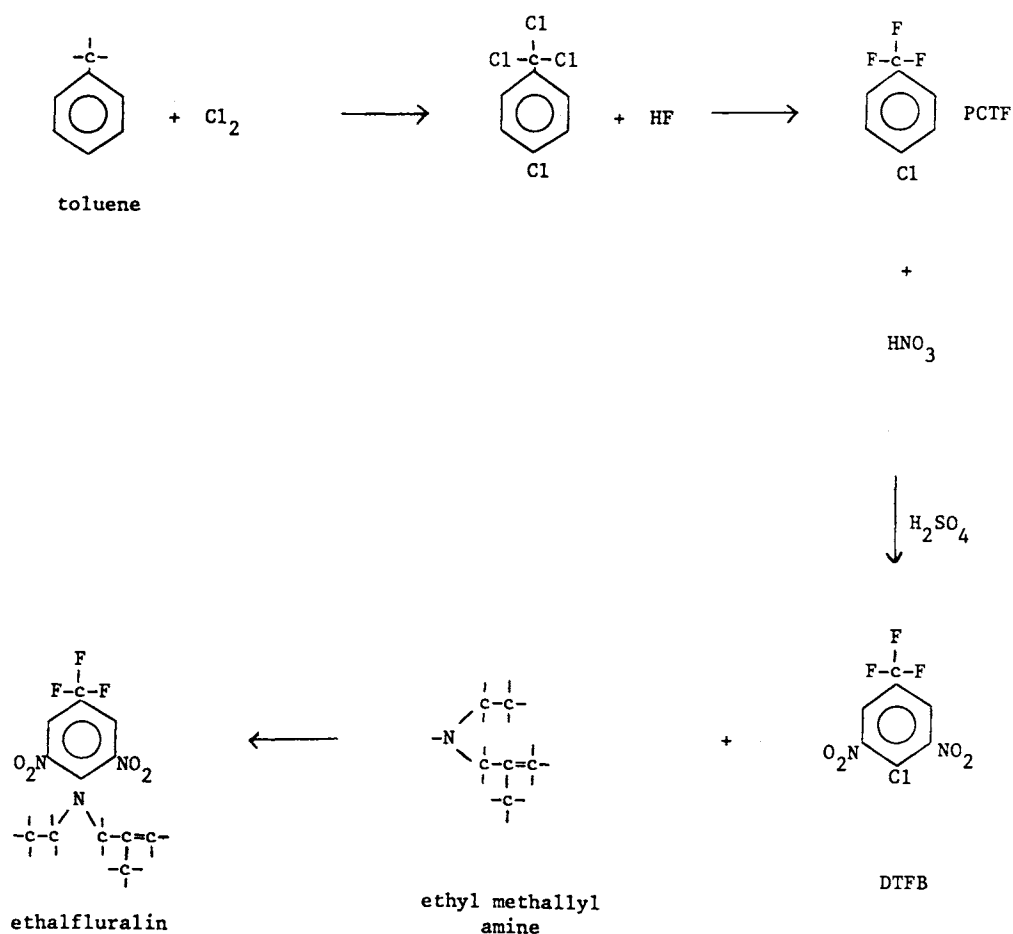 Cl
Cl-C-Cl
F
F-C-F
+ Cl2
+ HF
PCTF
Cl
Cl
toluene
+
HNO3
H2SO4
F
F-C-F
O2N NO2
N
-C-C- C-C=C-
-C-
ethalfluralin
C-C-
-N
C-C=C-
-C-
ethyl methallyl
amine
+
F
F-C-F
O2N NO2
Cl
DTFB